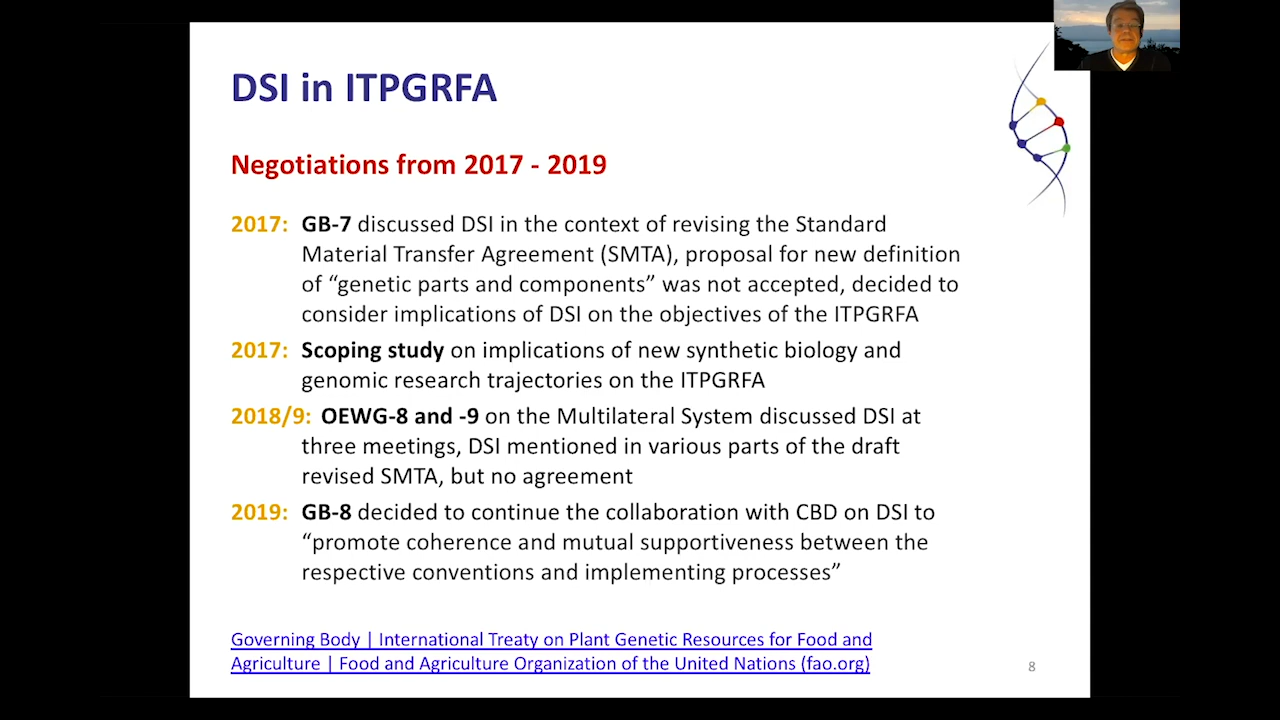 DSI in ITPGRFA
Negotiations from 2017 - 2019
2017: GB-7 discussed DSI in the context of revising the Standard
Material Transfer Agreement (SMTA), proposal for new definition
of “genetic parts and components” was not accepted, decided to
consider implications of DSI on the objectives of the ITPGRFA
2017: Scoping study on implications of new synthetic biology and
genomic research trajectories on the ITPGRFA
2018/9: OEWG-8 and -9 on the Multilateral System discussed DSI at
three meetings, DSI mentioned in various parts of the draft
revised SMTA, but no agreement
2019: GB-8 decided to continue the collaboration with CBD on DSI to
“promote coherence and mutual supportiveness between the
respective conventions and implementing processes”
Governing Body | International Treaty on Plant Genetic Resources for Food and
Agriculture | Food and Agriculture Organization of the United Nations (fao.org)
8